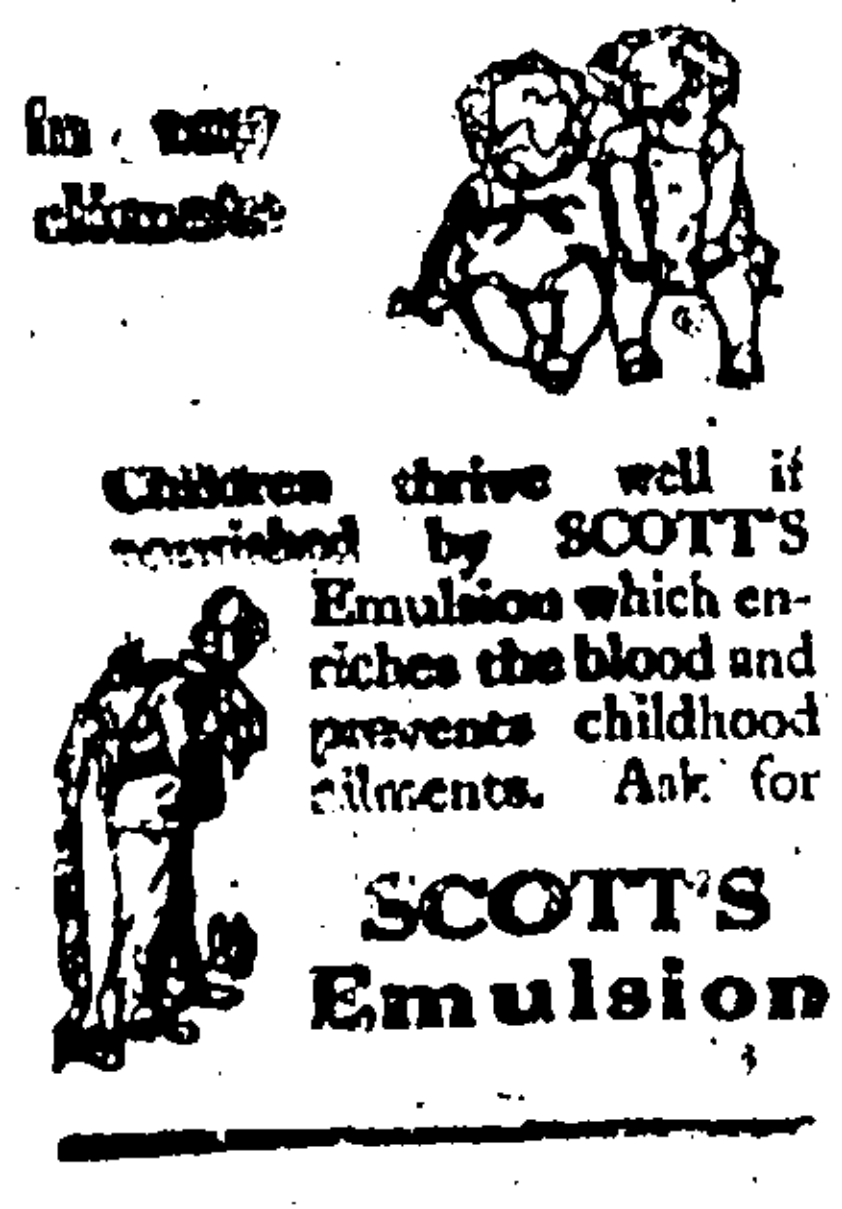 in any
climate
Children thrive well if
nourished by SCOTT'S
Emulsion which en-
riches the blood and
prevents childhood
ailments. Ask for
SCOTT'S
Emulsion